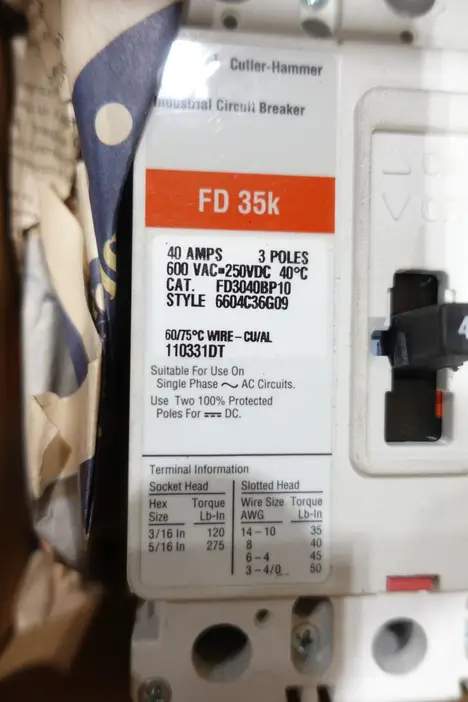 Cutler-Hammer
Industrial Circuit Breaker
FD 35k
40 AMPS 3 POLES
600 VAC=250VDC 40°C
CAT. FD3040BP10
STYLE 6604C36G09
60/75°C WIRE-CU/AL
110331DT
Suitable For Use On
Single Phase ~ AC Circuits.
Use Two 100% Protected
Poles For ⎓ DC.
Terminal Information
Socket Head Slotted Head
Hex Torque Wire Size Torque
Size Lb-In AWG Lb-In
3/16 In 120 14-10 35
5/16 In 275 8 40
6-4 45
3-4/0 50